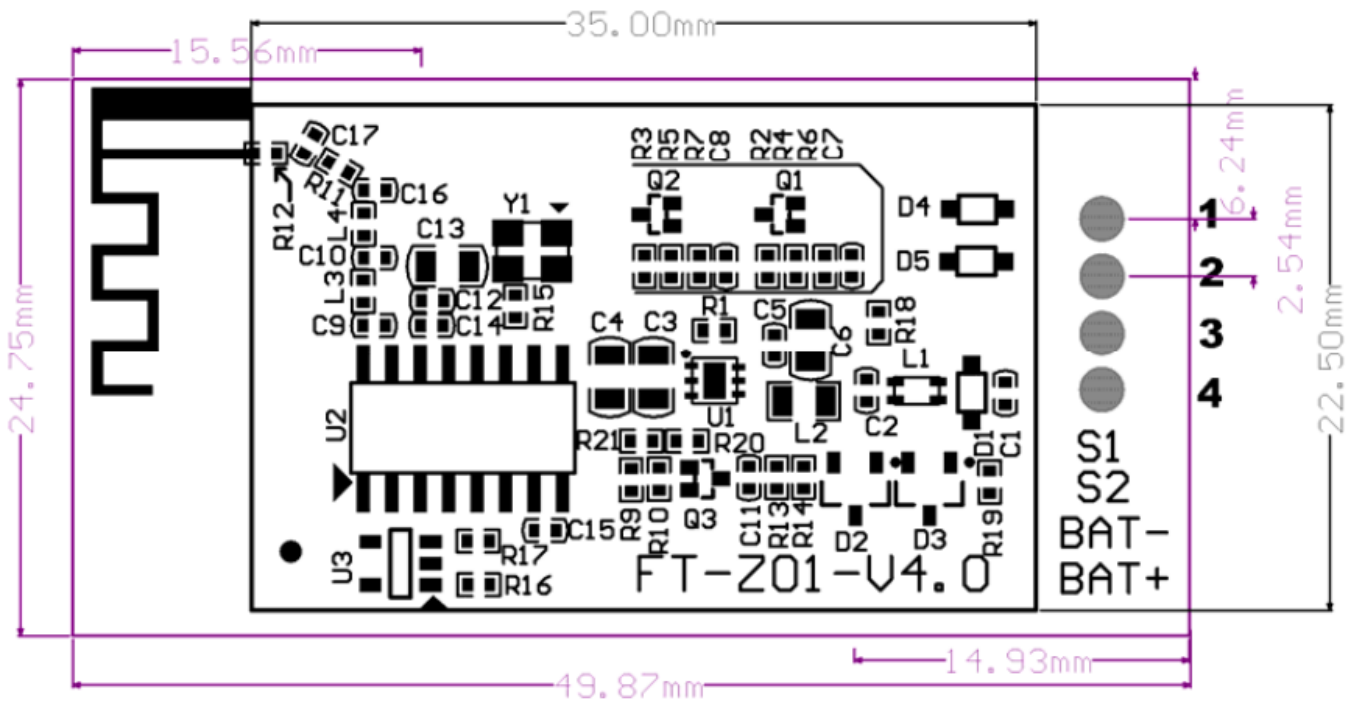 35.00mm
15.56mm
C17
R3
R5
R7
C8
R2
R4
R6
C7
6.24mm
R11
C16
Q2
Q1
Y1
D4
1
R12
L4
C13
C10
D5
2
2.54mm
L3
C12
R15
C9
C14
C4
C3
R1
C5
C6
R18
3
24.75mm
22.50mm
L1
4
U2
U1
L2
C2
D1
C1
S1
R21
R20
S2
R9
R10
Q3
C11
R13
R14
D2
D3
R19
C15
BAT-
U3
R17
R16
FT-Z01-V4.0
BAT+
14.93mm
49.87mm